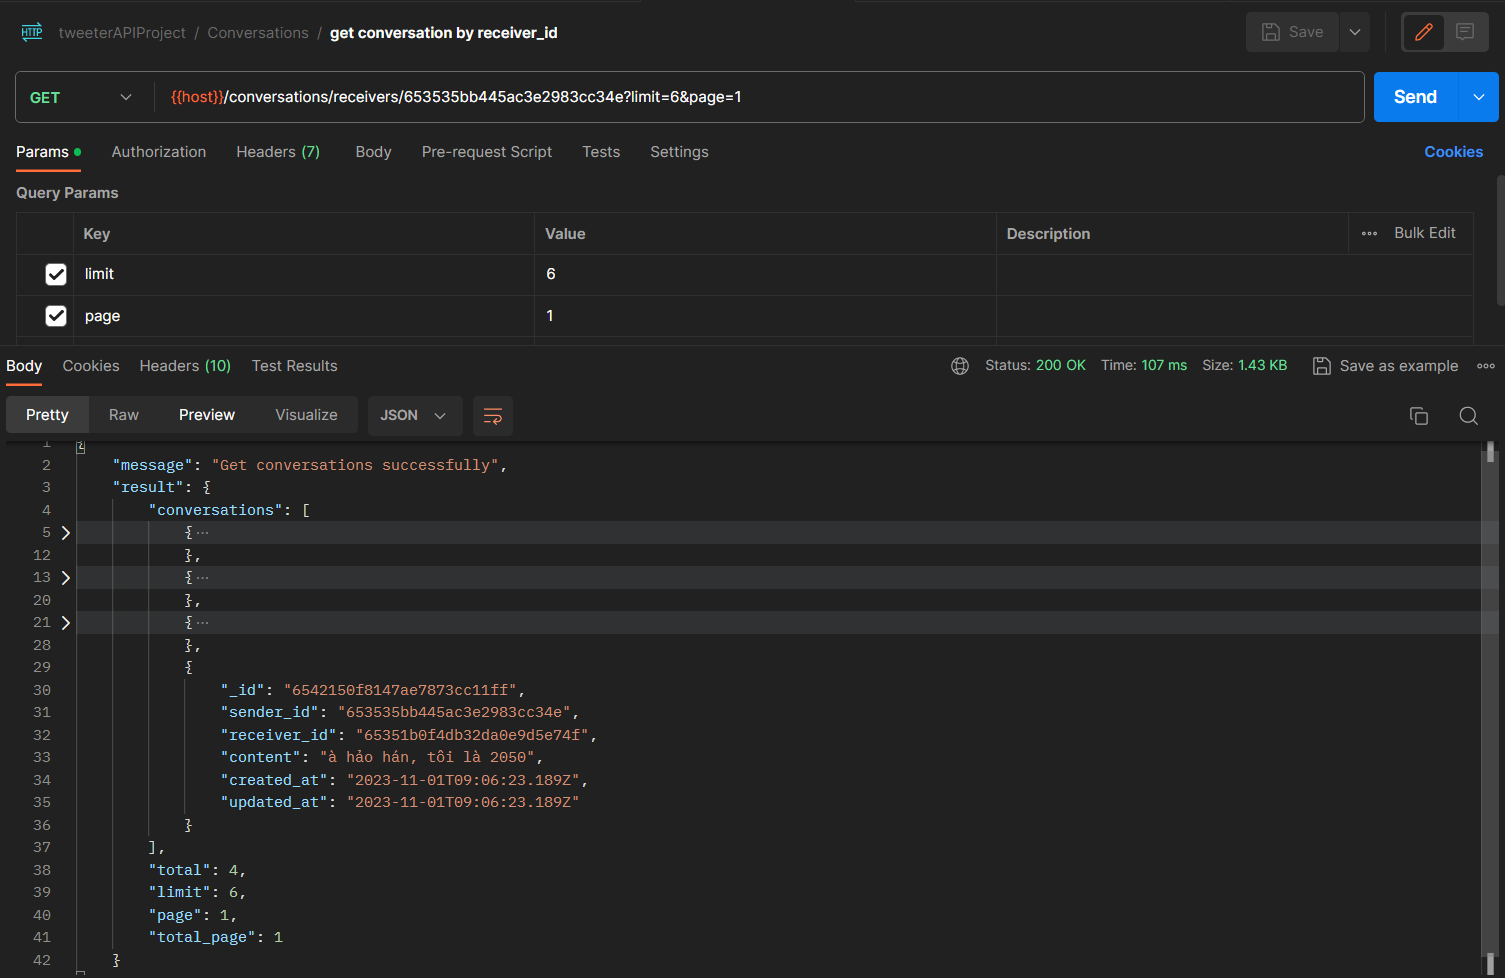 HTTP tweeterAPIProject / Conversations / get conversation by receiver_id Save
GET {{host}}/conversations/receivers/653535bb445ac3e2983cc34e?limit=6&page=1 Send
Params Authorization Headers (7) Body Pre-request Script Tests Settings Cookies
Query Params
Key Value Description Bulk Edit
limit 6
page 1
Body Cookies Headers (10) Test Results Status: 200 OK Time: 107 ms Size: 1.43 KB Save as example
Pretty Raw Preview Visualize JSON
1 {
2 "message": "Get conversations successfully",
3 "result": {
4 "conversations": [
5 { ···
12 },
13 { ···
20 },
21 { ···
28 },
29 {
30 "_id": "6542150f8147ae7873cc11ff",
31 "sender_id": "653535bb445ac3e2983cc34e",
32 "receiver_id": "65351b0f4db32da0e9d5e74f",
33 "content": "à hảo hán, tôi là 2050",
34 "created_at": "2023-11-01T09:06:23.189Z",
35 "updated_at": "2023-11-01T09:06:23.189Z"
36 }
37 ],
38 "total": 4,
39 "limit": 6,
40 "page": 1,
41 "total_page": 1
42 }